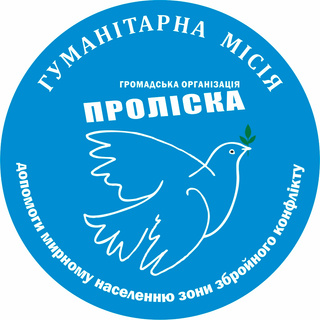 ГУМАНІТАРНА МІСІЯ
ГРОМАДСЬКА ОРГАНІЗАЦІЯ
ПРОЛІСКА
допомоги мирному населенню зони збройного конфлікту